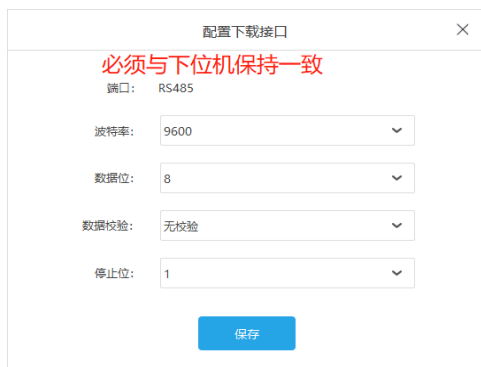 配置下载接口
必须与下位机保持一致
端口： RS485
波特率： 9600
数据位： 8
数据校验： 无校验
停止位： 1
保存